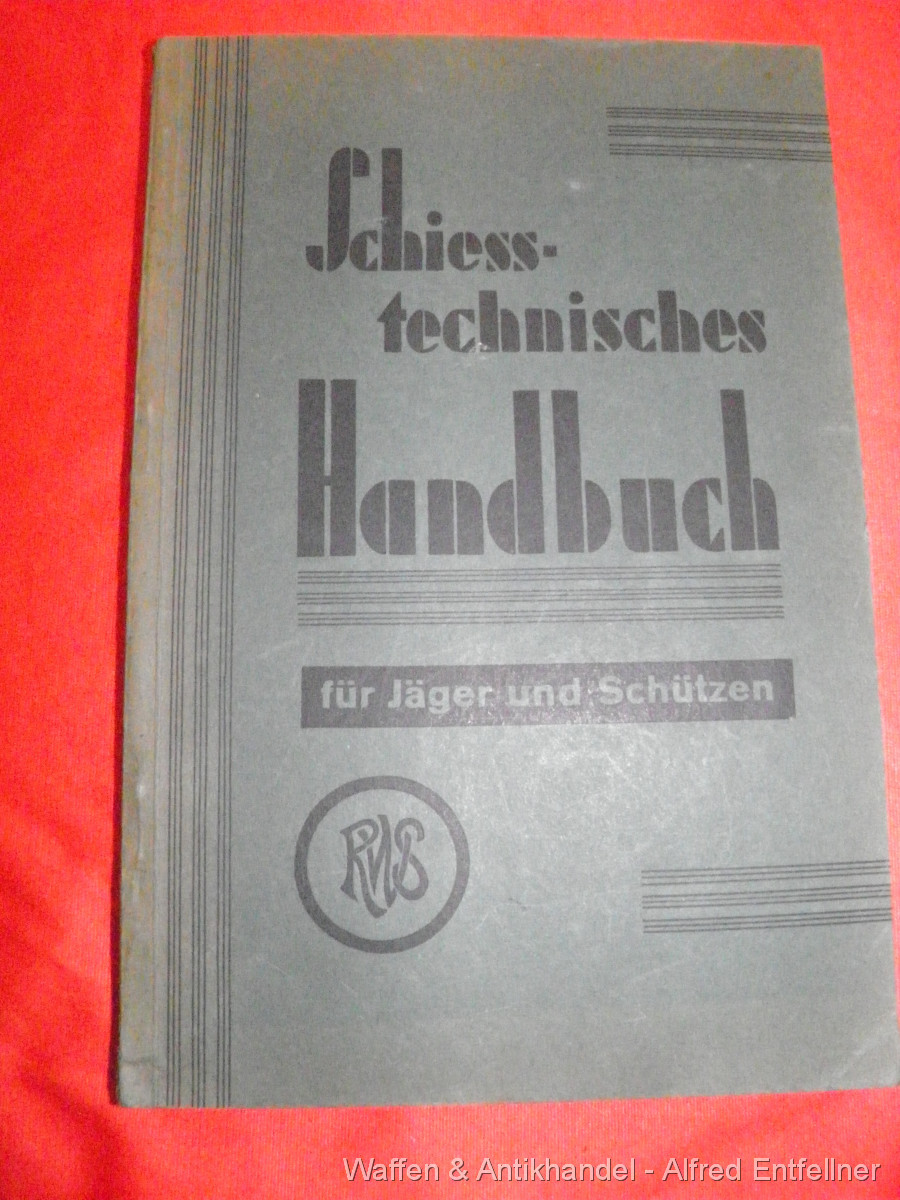 Schiess-
technisches
Handbuch
für Jäger und Schützen
RWS
Waffen & Antikhandel - Alfred Entfellner